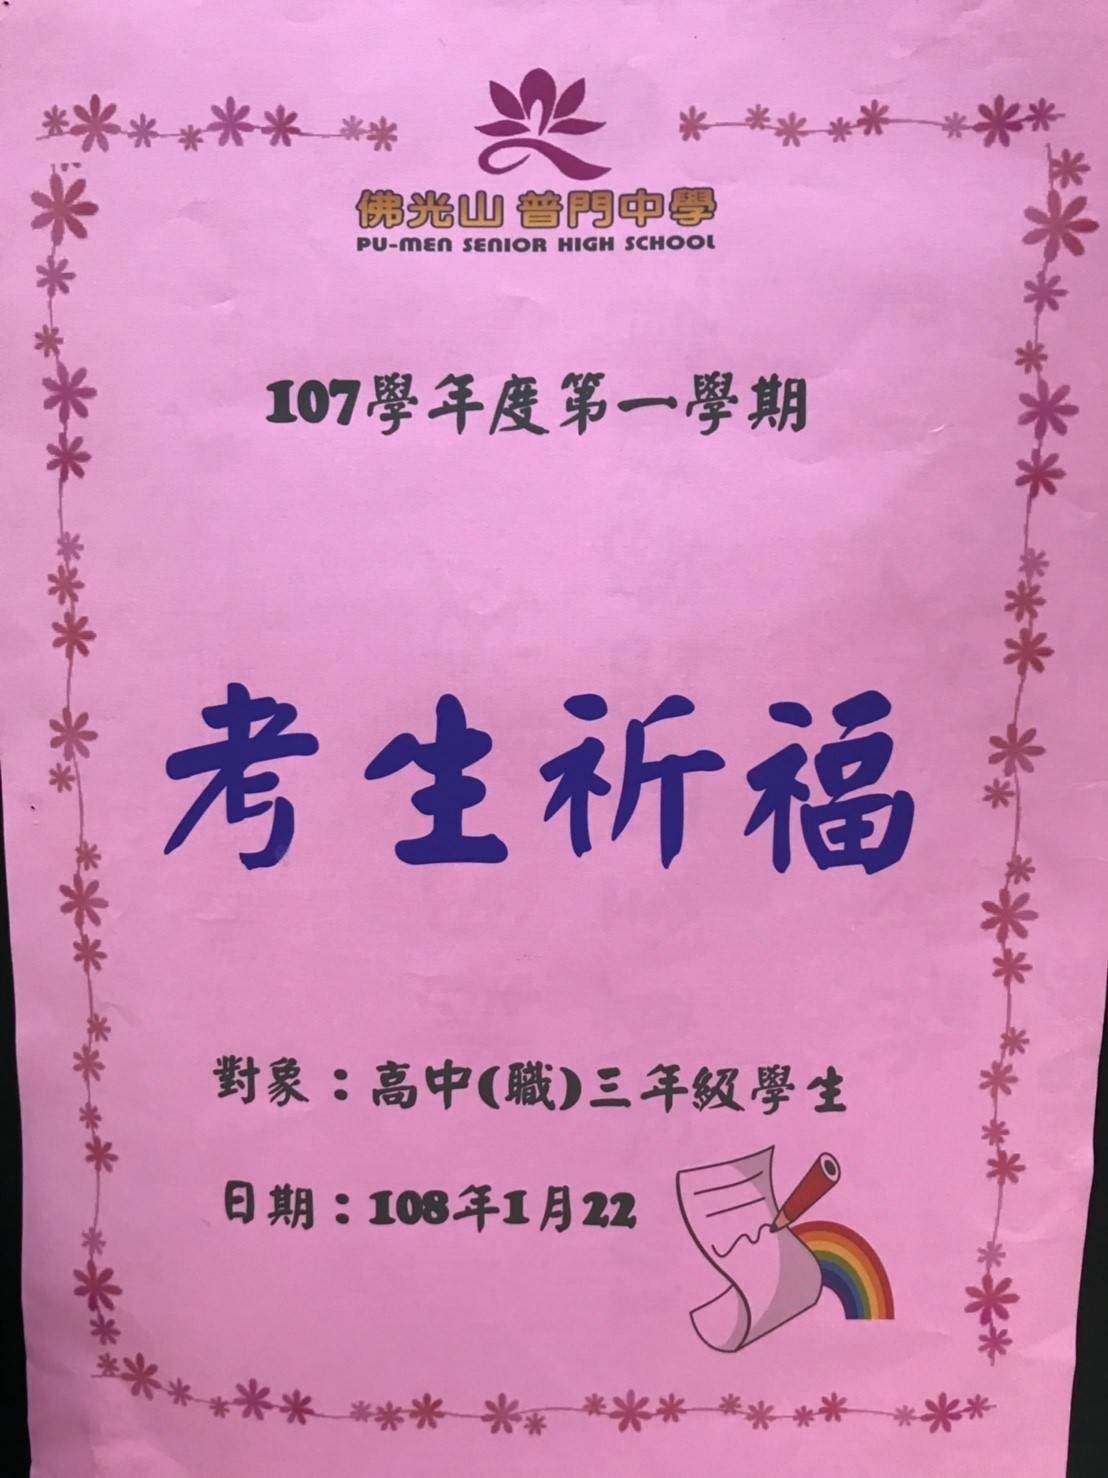 佛光山 普門中學
PU-MEN SENIOR HIGH SCHOOL
107學年度第一學期
考生祈福
對象：高中(職)三年級學生
日期：108年1月22